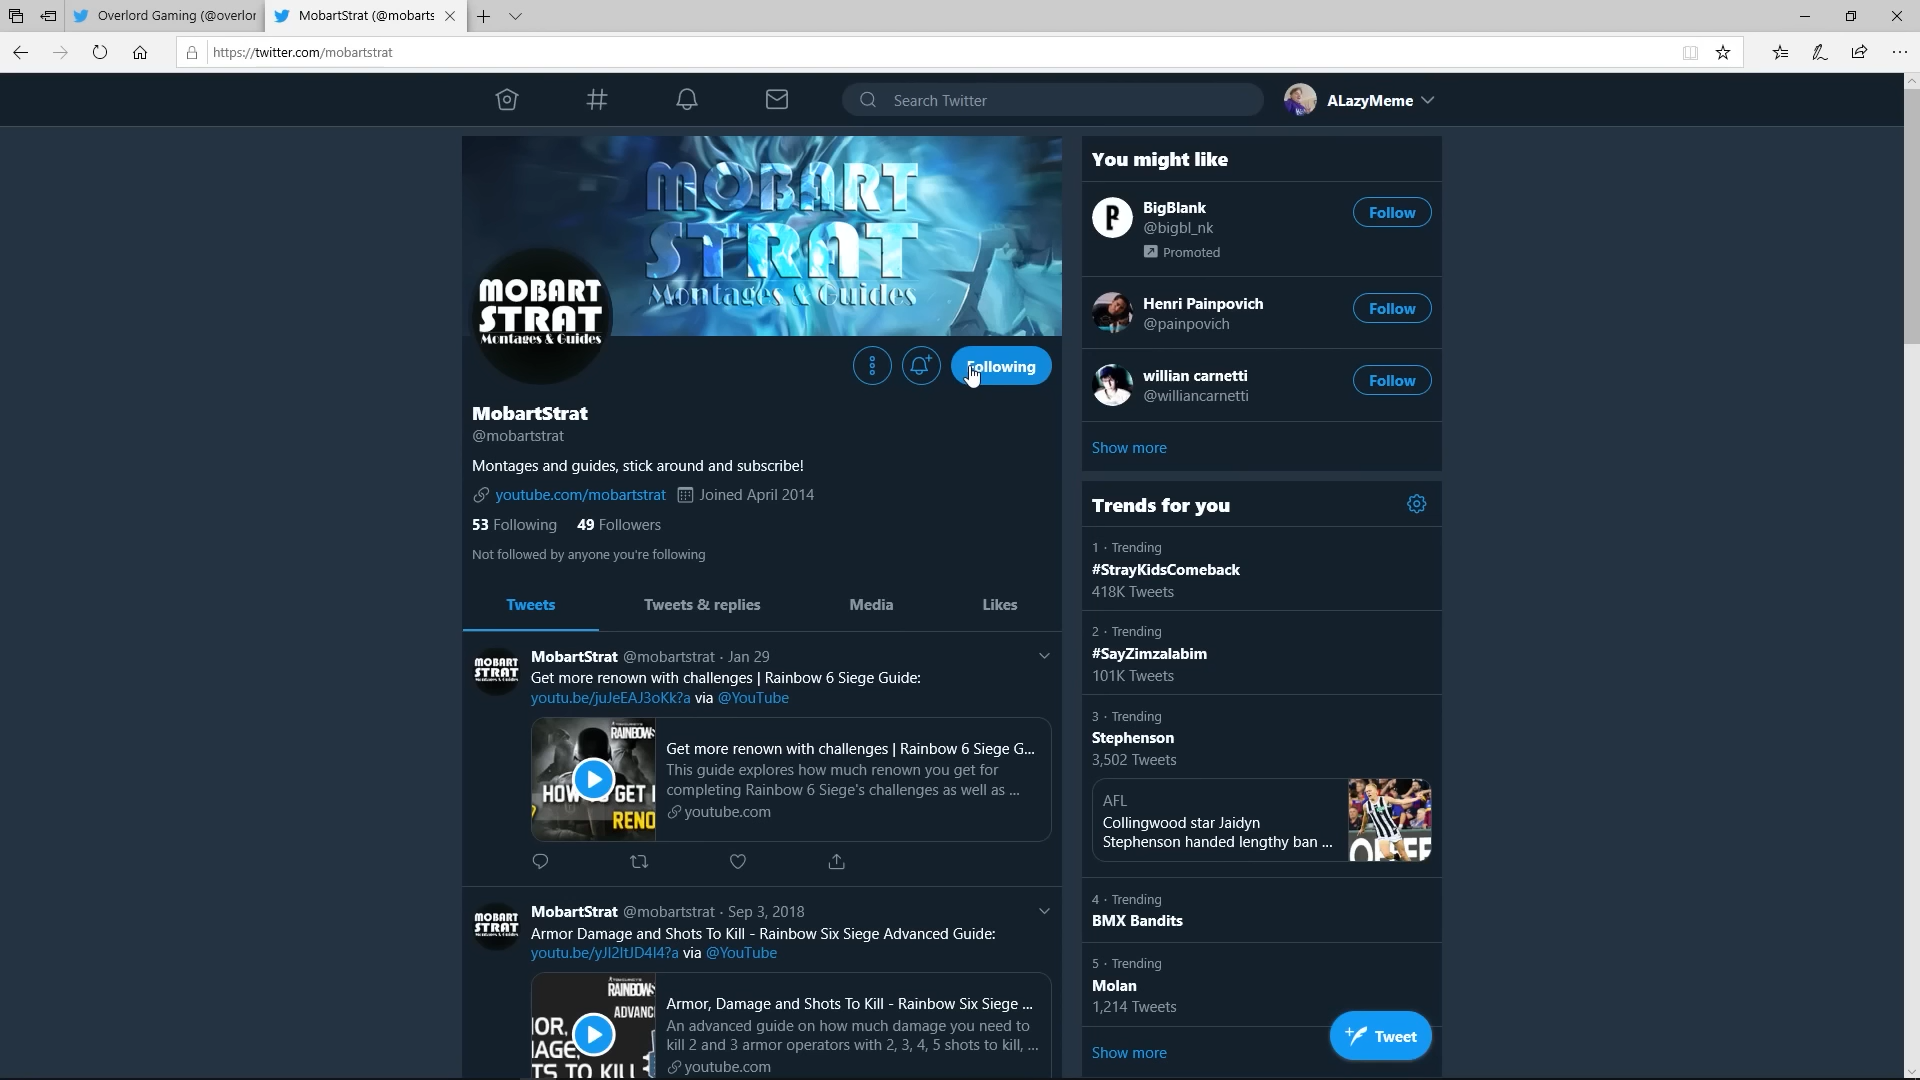 Overlord Gaming (@overlor
MobartStrat (@mobarts
https://twitter.com/mobartstrat
Search Twitter
ALazyMeme
MOBART
STRAT
Montages & Guides
MOBART
STRAT
Montages & Guides
Following
MobartStrat
@mobartstrat
Montages and guides, stick around and subscribe!
youtube.com/mobartstrat Joined April 2014
53 Following 49 Followers
Not followed by anyone you're following
Tweets Tweets & replies Media Likes
MOBART
STRAT
Montages & Guides
MobartStrat @mobartstrat · Jan 29
Get more renown with challenges | Rainbow 6 Siege Guide:
youtu.be/juJeEAJ3oKk?a via @YouTube
RAINBOW
HOW TO GET
RENO
Get more renown with challenges | Rainbow 6 Siege G...
This guide explores how much renown you get for
completing Rainbow 6 Siege's challenges as well as ...
youtube.com
MOBART
STRAT
Montages & Guides
MobartStrat @mobartstrat · Sep 3, 2018
Armor Damage and Shots To Kill - Rainbow Six Siege Advanced Guide:
youtu.be/yJl2ltJD4I4?a via @YouTube
RAINBOW
ADVANC
OR,
AGE
TS TO KILL
Armor, Damage and Shots To Kill - Rainbow Six Siege ...
An advanced guide on how much damage you need to
kill 2 and 3 armor operators with 2, 3, 4, 5 shots to kill, ...
youtube.com
You might like
BigBlank
@bigbl_nk
Promoted
Follow
Henri Painpovich
@painpovich
Follow
willian carnetti
@williancarnetti
Follow
Show more
Trends for you
1 · Trending
#StrayKidsComeback
418K Tweets
2 · Trending
#SayZimzalabim
101K Tweets
3 · Trending
Stephenson
3,502 Tweets
AFL
Collingwood star Jaidyn
Stephenson handed lengthy ban ...
4 · Trending
BMX Bandits
5 · Trending
Molan
1,214 Tweets
Show more
Tweet